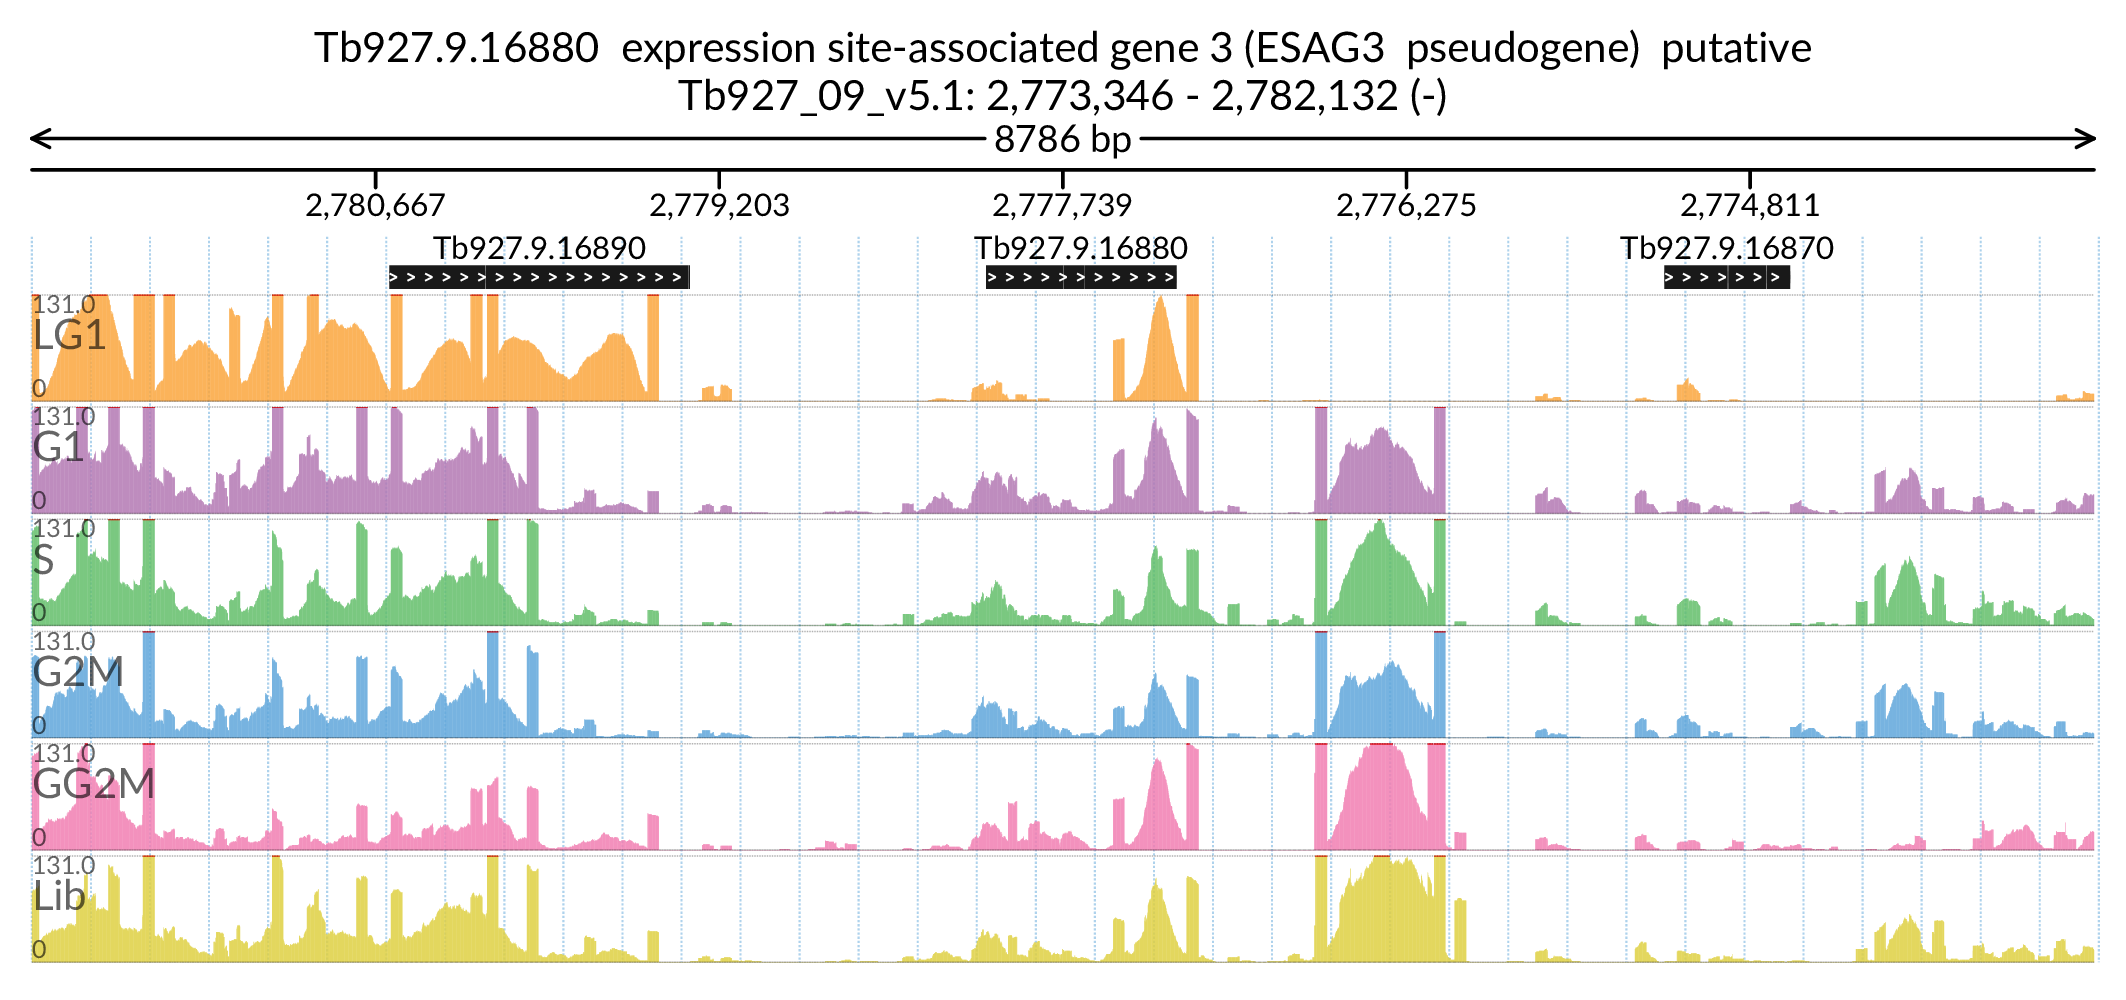 Tb927.9.16880  expression site-associated gene 3 (ESAG3  pseudogene)  putative
Tb927_09_v5.1: 2,773,346 - 2,782,132 (-)
8786 bp
2,780,667 2,779,203 2,777,739 2,776,275 2,774,811
Tb927.9.16890 Tb927.9.16880 Tb927.9.16870
131.0
LG1
0
131.0
G1
0
131.0
S
0
131.0
G2M
0
131.0
GG2M
0
131.0
Lib
0